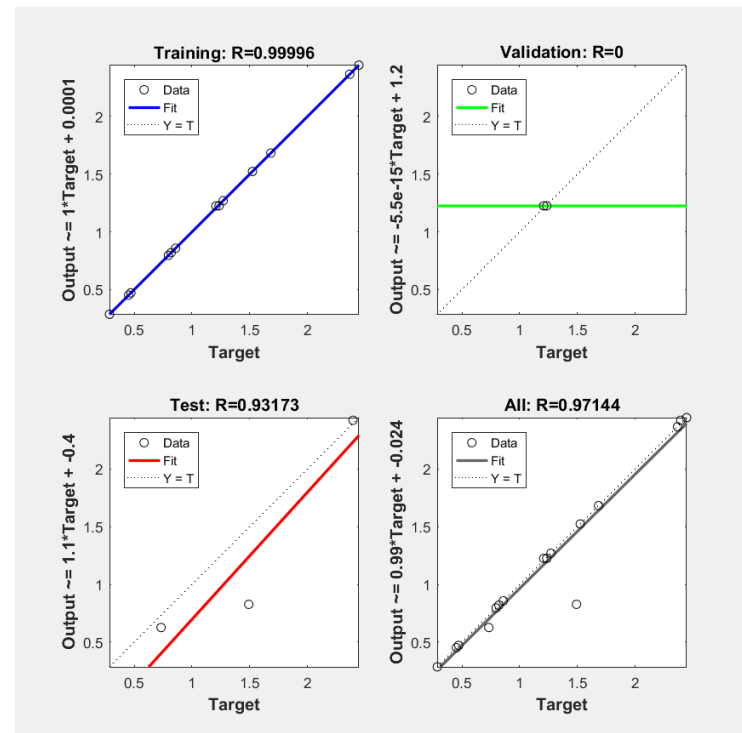 Training: R=0.99996
Output ~= 1*Target + 0.0001
Data
Fit
Y = T
2
1.5
1
0.5
0.5
1
1.5
2
Target
Validation: R=0
Output ~= -5.5e-15*Target + 1.2
Data
Fit
Y = T
2
1.5
1
0.5
0.5
1
1.5
2
Target
Test: R=0.93173
Output ~= 1.1*Target + -0.4
Data
Fit
Y = T
2
1.5
1
0.5
0.5
1
1.5
2
Target
All: R=0.97144
Output ~= 0.99*Target + -0.024
Data
Fit
Y = T
2
1.5
1
0.5
0.5
1
1.5
2
Target